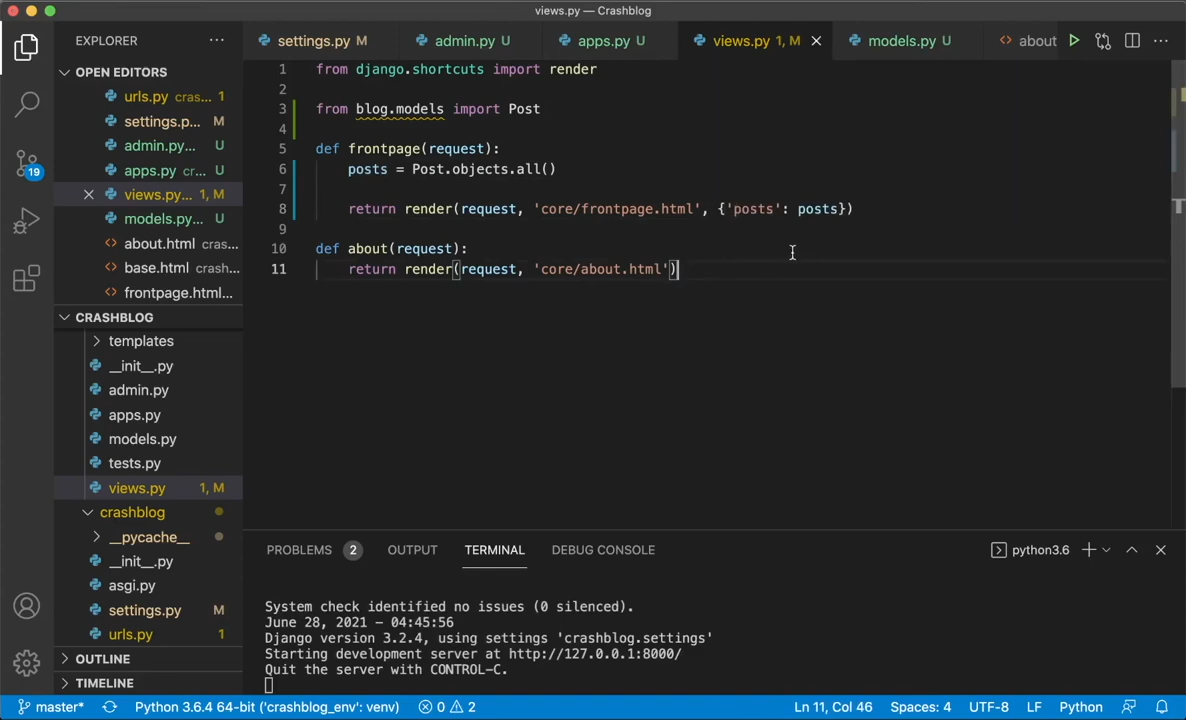 views.py — Crashblog
EXPLORER ...
settings.py M
admin.py U
apps.py U
views.py 1, M
models.py U
about
OPEN EDITORS
urls.py cras... 1
settings.p... M
admin.py... U
apps.py cr... U
views.py... 1, M
models.py... U
about.html cras...
base.html crash...
frontpage.html...
CRASHBLOG
templates
__init__.py
admin.py
apps.py
models.py
tests.py
views.py 1, M
crashblog
__pycache__
__init__.py
asgi.py
settings.py M
urls.py 1
OUTLINE
TIMELINE
1 from django.shortcuts import render
2
3 from blog.models import Post
4
5 def frontpage(request):
6 posts = Post.objects.all()
7
8 return render(request, 'core/frontpage.html', {'posts': posts})
9
10 def about(request):
11 return render(request, 'core/about.html')
PROBLEMS 2 OUTPUT TERMINAL DEBUG CONSOLE
python3.6
System check identified no issues (0 silenced).
June 28, 2021 - 04:45:56
Django version 3.2.4, using settings 'crashblog.settings'
Starting development server at http://127.0.0.1:8000/
Quit the server with CONTROL-C.
19
master* Python 3.6.4 64-bit ('crashblog_env': venv) 0 2 Ln 11, Col 46 Spaces: 4 UTF-8 LF Python